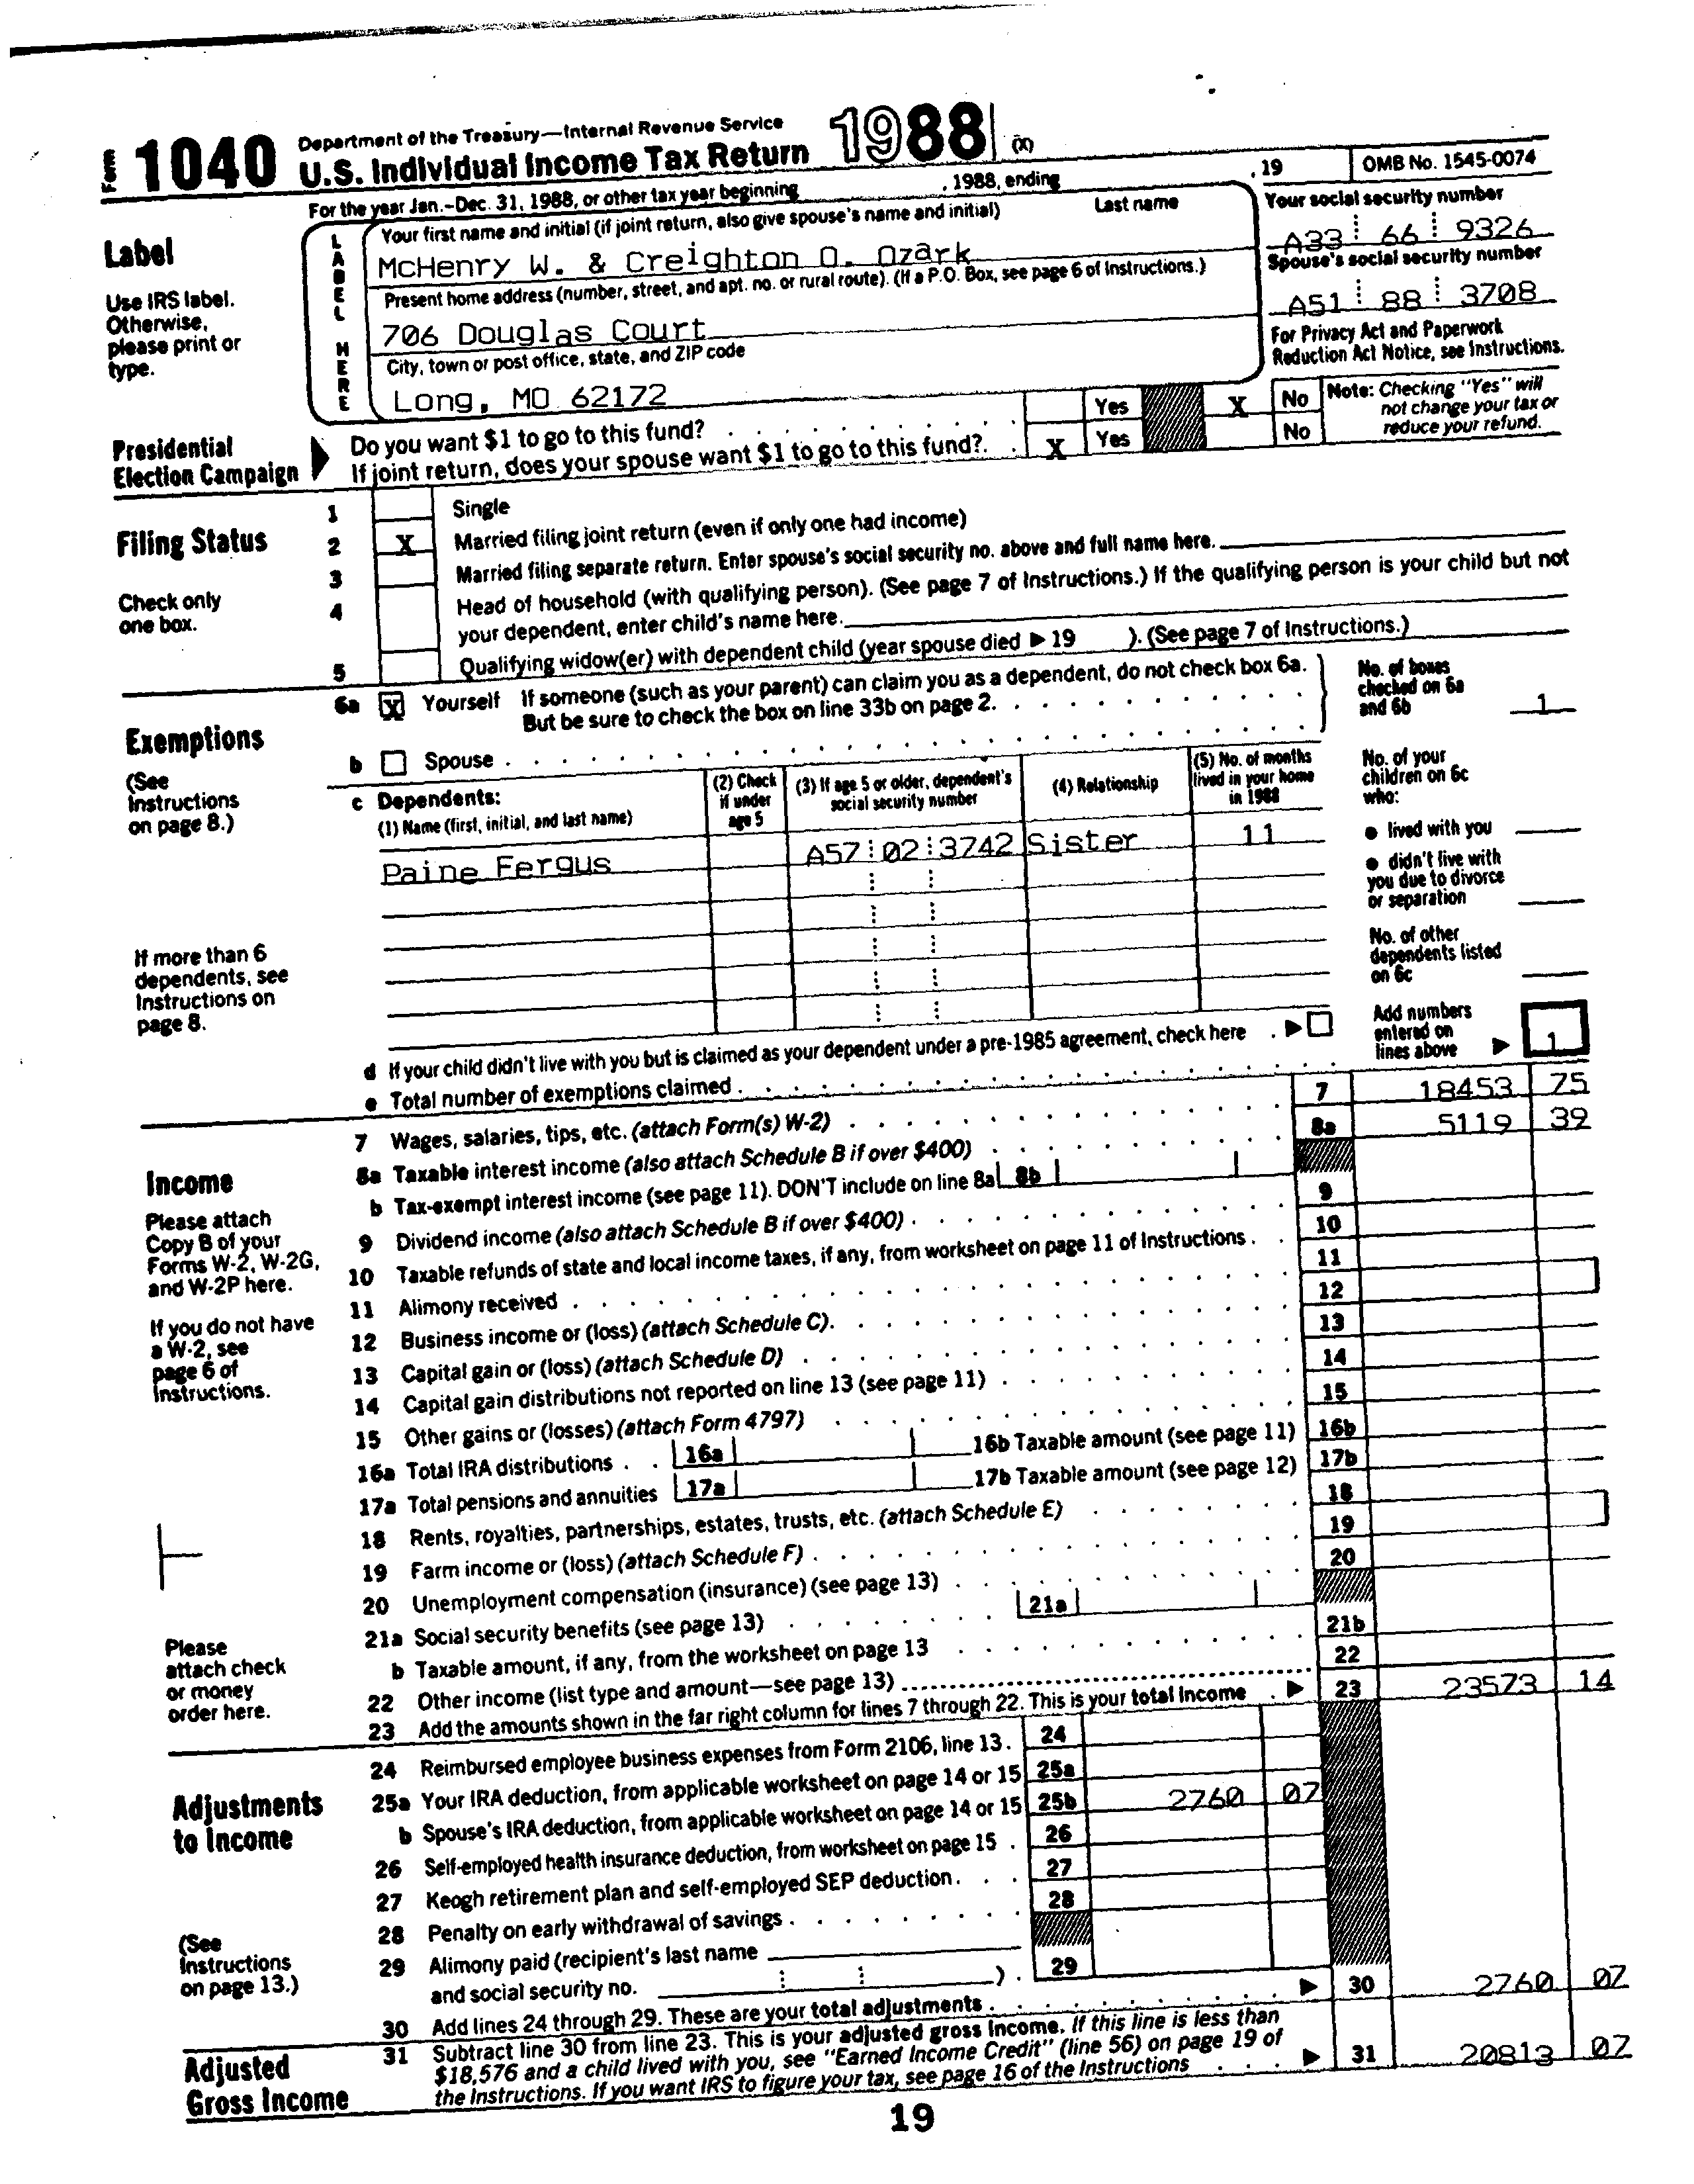 Form 1040 Department of the Treasury—Internal Revenue Service
U.S. Individual Income Tax Return 1988 (X)
For the year Jan.-Dec. 31, 1988, or other tax year beginning , 1988, ending , 19 OMB No. 1545-0074
Label
Use IRS label.
Otherwise,
please print or
type.
LABEL HERE
Your first name and initial (if joint return, also give spouse's name and initial) Last name
McHenry W. & Creighton O. Ozark
Your social security number
A33 66 9326
Present home address (number, street, and apt. no. or rural route). (If a P.O. Box, see page 6 of Instructions.)
706 Douglas Court
Spouse's social security number
A51 88 3708
City, town or post office, state, and ZIP code
Long, MO 62172
For Privacy Act and Paperwork
Reduction Act Notice, see Instructions.
Presidential
Election Campaign
Do you want $1 to go to this fund? Yes X No
If joint return, does your spouse want $1 to go to this fund? X Yes No
Note: Checking "Yes" will
not change your tax or
reduce your refund.
Filing Status
Check only
one box.
1 Single
2 X Married filing joint return (even if only one had income)
3 Married filing separate return. Enter spouse's social security no. above and full name here.
4 Head of household (with qualifying person). (See page 7 of Instructions.) If the qualifying person is your child but not
your dependent, enter child's name here.
5 Qualifying widow(er) with dependent child (year spouse died ▶ 19 ). (See page 7 of Instructions.)
Exemptions
(See
Instructions
on page 8.)
If more than 6
dependents, see
Instructions on
page 8.
6a X Yourself If someone (such as your parent) can claim you as a dependent, do not check box 6a.
But be sure to check the box on line 33b on page 2.
b Spouse
No. of boxes
checked on 6a
and 6b 1
c Dependents:
(1) Name (first, initial, and last name)
(2) Check
if under
age 5
(3) If age 5 or older, dependent's
social security number
(4) Relationship
(5) No. of months
lived in your home
in 1988
Paine Fergus A57 02 3742 Sister 11
No. of your
children on 6c
who:
● lived with you
● didn't live with
you due to divorce
or separation
No. of other
dependents listed
on 6c
d If your child didn't live with you but is claimed as your dependent under a pre-1985 agreement, check here ▶
e Total number of exemptions claimed
Add numbers
entered on
lines above ▶ 1
Income
Please attach
Copy B of your
Forms W-2, W-2G,
and W-2P here.
If you do not have
a W-2, see
page 6 of
Instructions.
Please
attach check
or money
order here.
7 Wages, salaries, tips, etc. (attach Form(s) W-2) 7 18453 75
8a Taxable interest income (also attach Schedule B if over $400) 8a 5119 39
b Tax-exempt interest income (see page 11). DON'T include on line 8a 8b
9 Dividend income (also attach Schedule B if over $400) 9
10 Taxable refunds of state and local income taxes, if any, from worksheet on page 11 of Instructions 10
11 Alimony received 11
12 Business income or (loss) (attach Schedule C) 12
13 Capital gain or (loss) (attach Schedule D) 13
14 Capital gain distributions not reported on line 13 (see page 11) 14
15 Other gains or (losses) (attach Form 4797) 15
16a Total IRA distributions 16a 16b Taxable amount (see page 11) 16b
17a Total pensions and annuities 17a 17b Taxable amount (see page 12) 17b
18 Rents, royalties, partnerships, estates, trusts, etc. (attach Schedule E) 18
19 Farm income or (loss) (attach Schedule F) 19
20 Unemployment compensation (insurance) (see page 13) 20
21a Social security benefits (see page 13) 21a
b Taxable amount, if any, from the worksheet on page 13 21b
22 Other income (list type and amount—see page 13) 22
23 Add the amounts shown in the far right column for lines 7 through 22. This is your total income ▶ 23 23573 14
Adjustments
to Income
(See
Instructions
on page 13.)
24 Reimbursed employee business expenses from Form 2106, line 13. 24
25a Your IRA deduction, from applicable worksheet on page 14 or 15 25a
b Spouse's IRA deduction, from applicable worksheet on page 14 or 15 25b 2760 07
26 Self-employed health insurance deduction, from worksheet on page 15 26
27 Keogh retirement plan and self-employed SEP deduction 27
28 Penalty on early withdrawal of savings 28
29 Alimony paid (recipient's last name
and social security no. ) 29
30 Add lines 24 through 29. These are your total adjustments ▶ 30 2760 07
Adjusted
Gross Income
31 Subtract line 30 from line 23. This is your adjusted gross income. If this line is less than
$18,576 and a child lived with you, see "Earned Income Credit" (line 56) on page 19 of
the Instructions. If you want IRS to figure your tax, see page 16 of the Instructions ▶ 31 20813 07
19